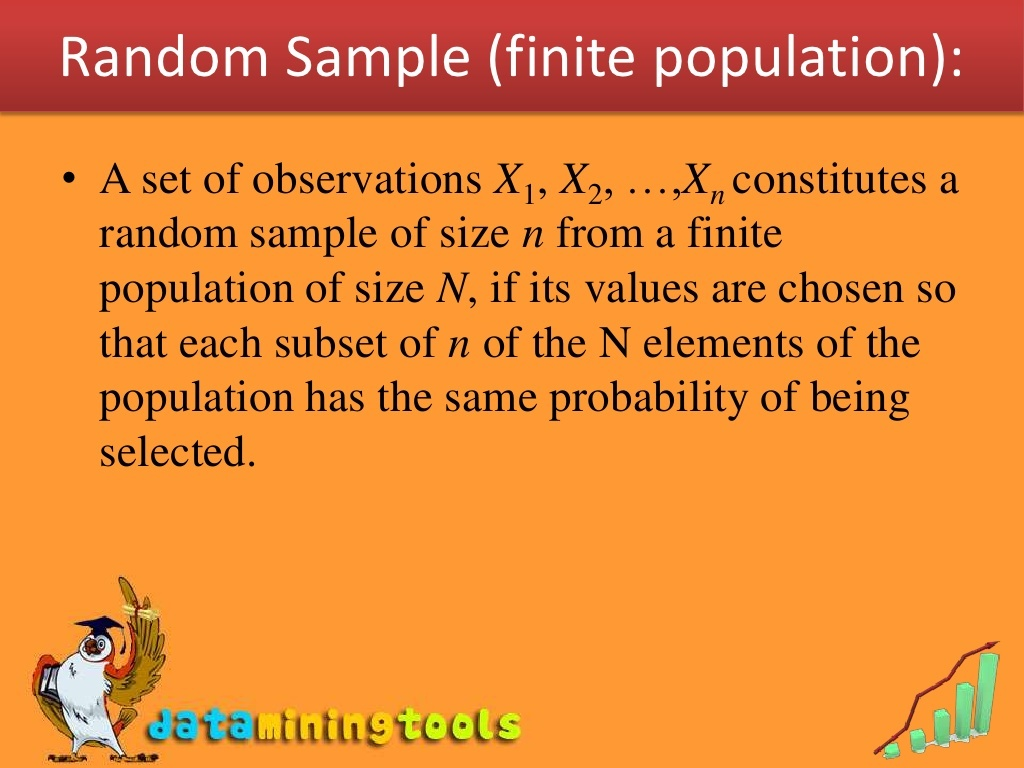 Random Sample (finite population):
• A set of observations X1, X2, …,Xn constitutes a
random sample of size n from a finite
population of size N, if its values are chosen so
that each subset of n of the N elements of the
population has the same probability of being
selected.
dataminingtools